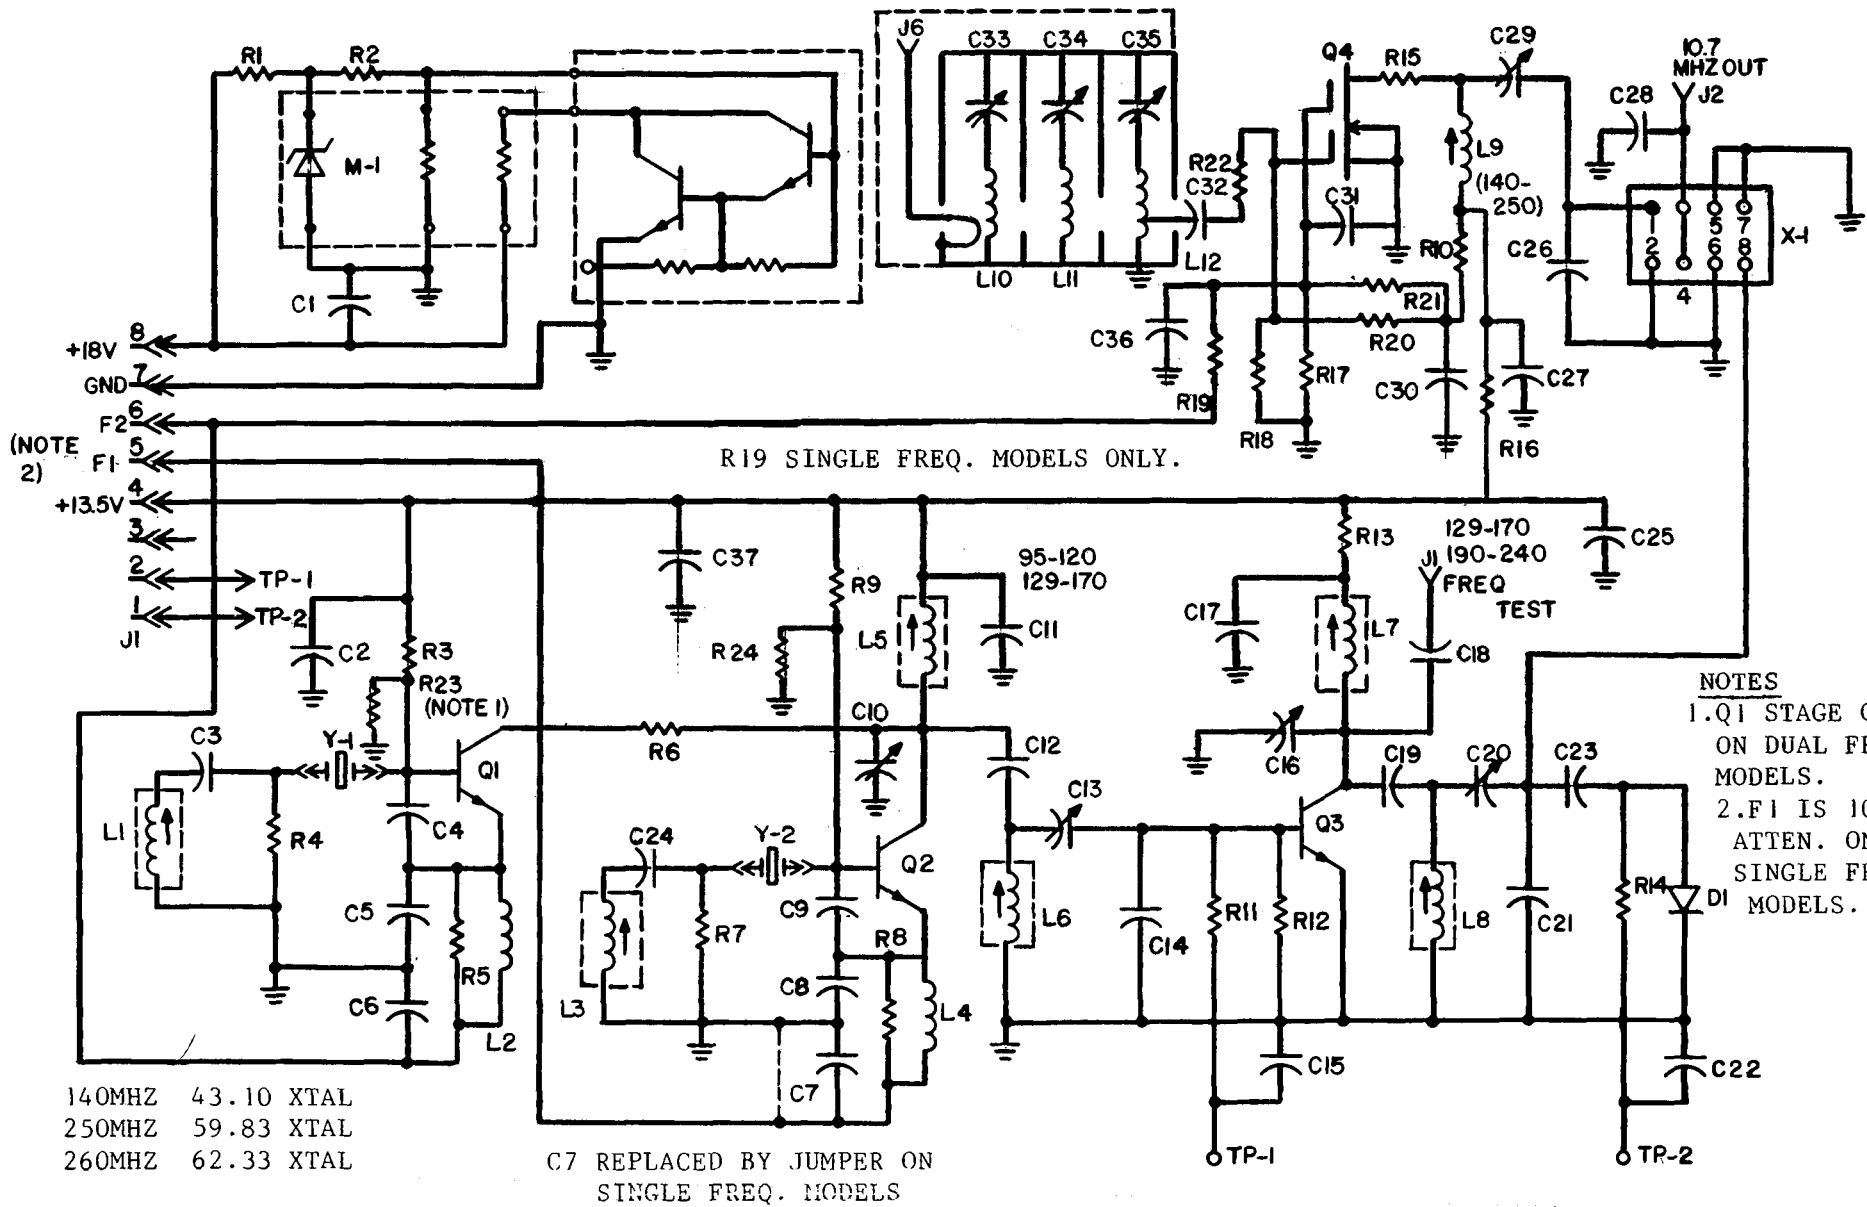 R1
R2
M-1
C1
J6
C33
C34
C35
L10
L11
L12
R22
C32
Q4
R15
C29
10.7
MHZ OUT
J2
C28
L9
(140-
250)
C31
R10
C26
1
2
4
5
6
7
8
X-1
C36
R19
R18
R17
R21
R20
C30
C27
R16
+18V 8
GND 7
F2 6
(NOTE
2)
F1 5
+13.5V 4
3
2 TP-1
1 TP-2
J1
R19 SINGLE FREQ. MODELS ONLY.
C37
R9
95-120
129-170
L5
C11
R24
C2
R3
R23
(NOTE 1)
C3
Y-1
Q1
L1
R4
C4
C5
R5
C6
L2
R6
C10
C12
C13
C24
Y-2
Q2
L3
R7
C9
C8
R8
L4
C7
L6
C14
R11
R12
C15
C17
R13
L7
129-170
190-240
J1
FREQ
TEST
C18
C25
C16
C19
C20
C23
Q3
L8
C21
R14
D1
C22
TP-1
TP-2
NOTES
1.Q1 STAGE
ON DUAL
MODELS.
2.F1 IS
ATTEN.
SINGLE
MODELS.
140MHZ 43.10 XTAL
250MHZ 59.83 XTAL
260MHZ 62.33 XTAL
C7 REPLACED BY JUMPER ON
SINGLE FREQ. MODELS